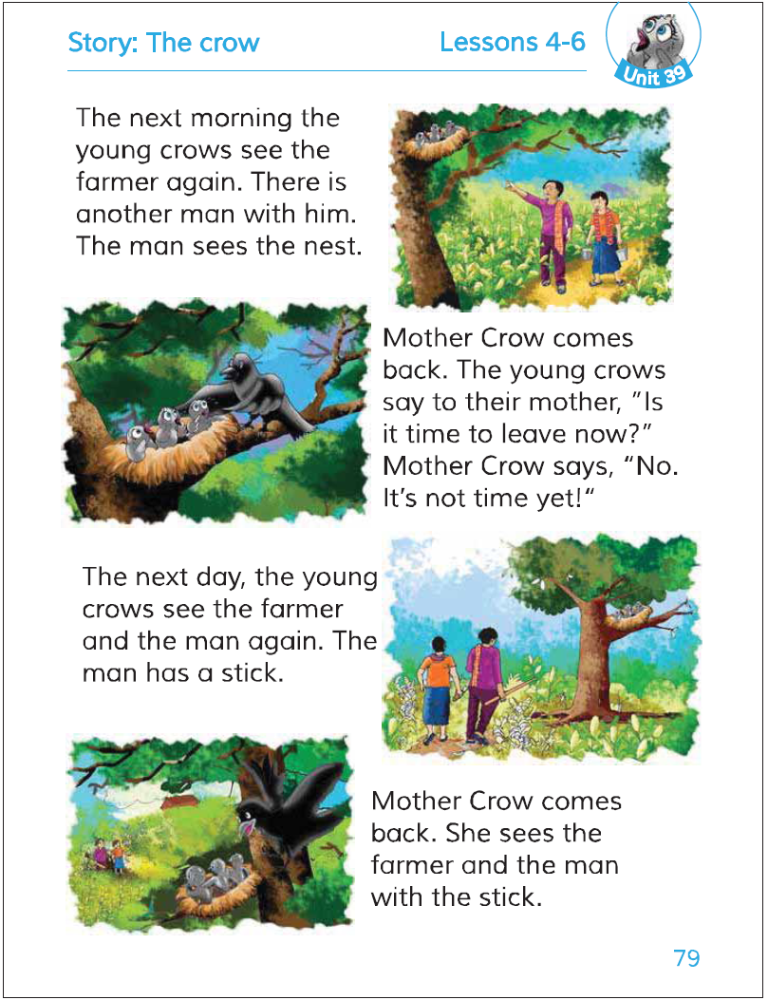 Story: The crow
Lessons 4-6
Unit 39
The next morning the
young crows see the
farmer again. There is
another man with him.
The man sees the nest.
Mother Crow comes
back. The young crows
say to their mother, "Is
it time to leave now?"
Mother Crow says, “No.
It’s not time yet!“
The next day, the young
crows see the farmer
and the man again. The
man has a stick.
Mother Crow comes
back. She sees the
farmer and the man
with the stick.
79